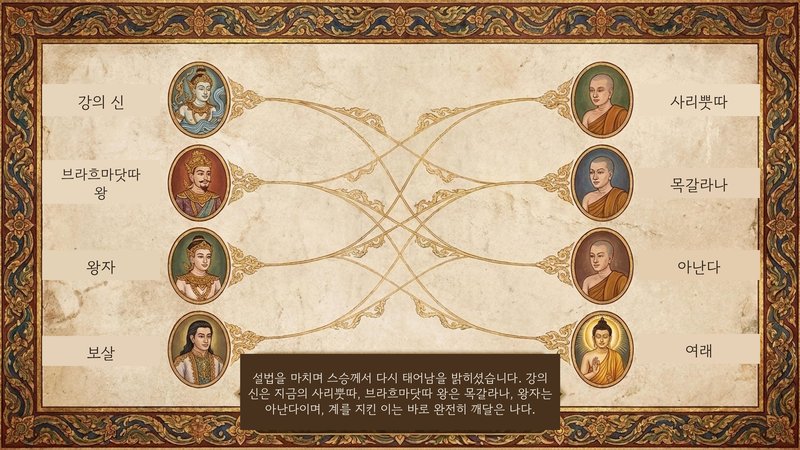 강의 신
사리뿟따
브라흐마닷따
왕
목갈라나
왕자
아난다
보살
여래
설법을 마치며 스승께서 다시 태어남을 밝히셨습니다. 강의
신은 지금의 사리뿟따, 브라흐마닷따 왕은 목갈라나, 왕자는
아난다이며, 계를 지킨 이는 바로 완전히 깨달은 나다.